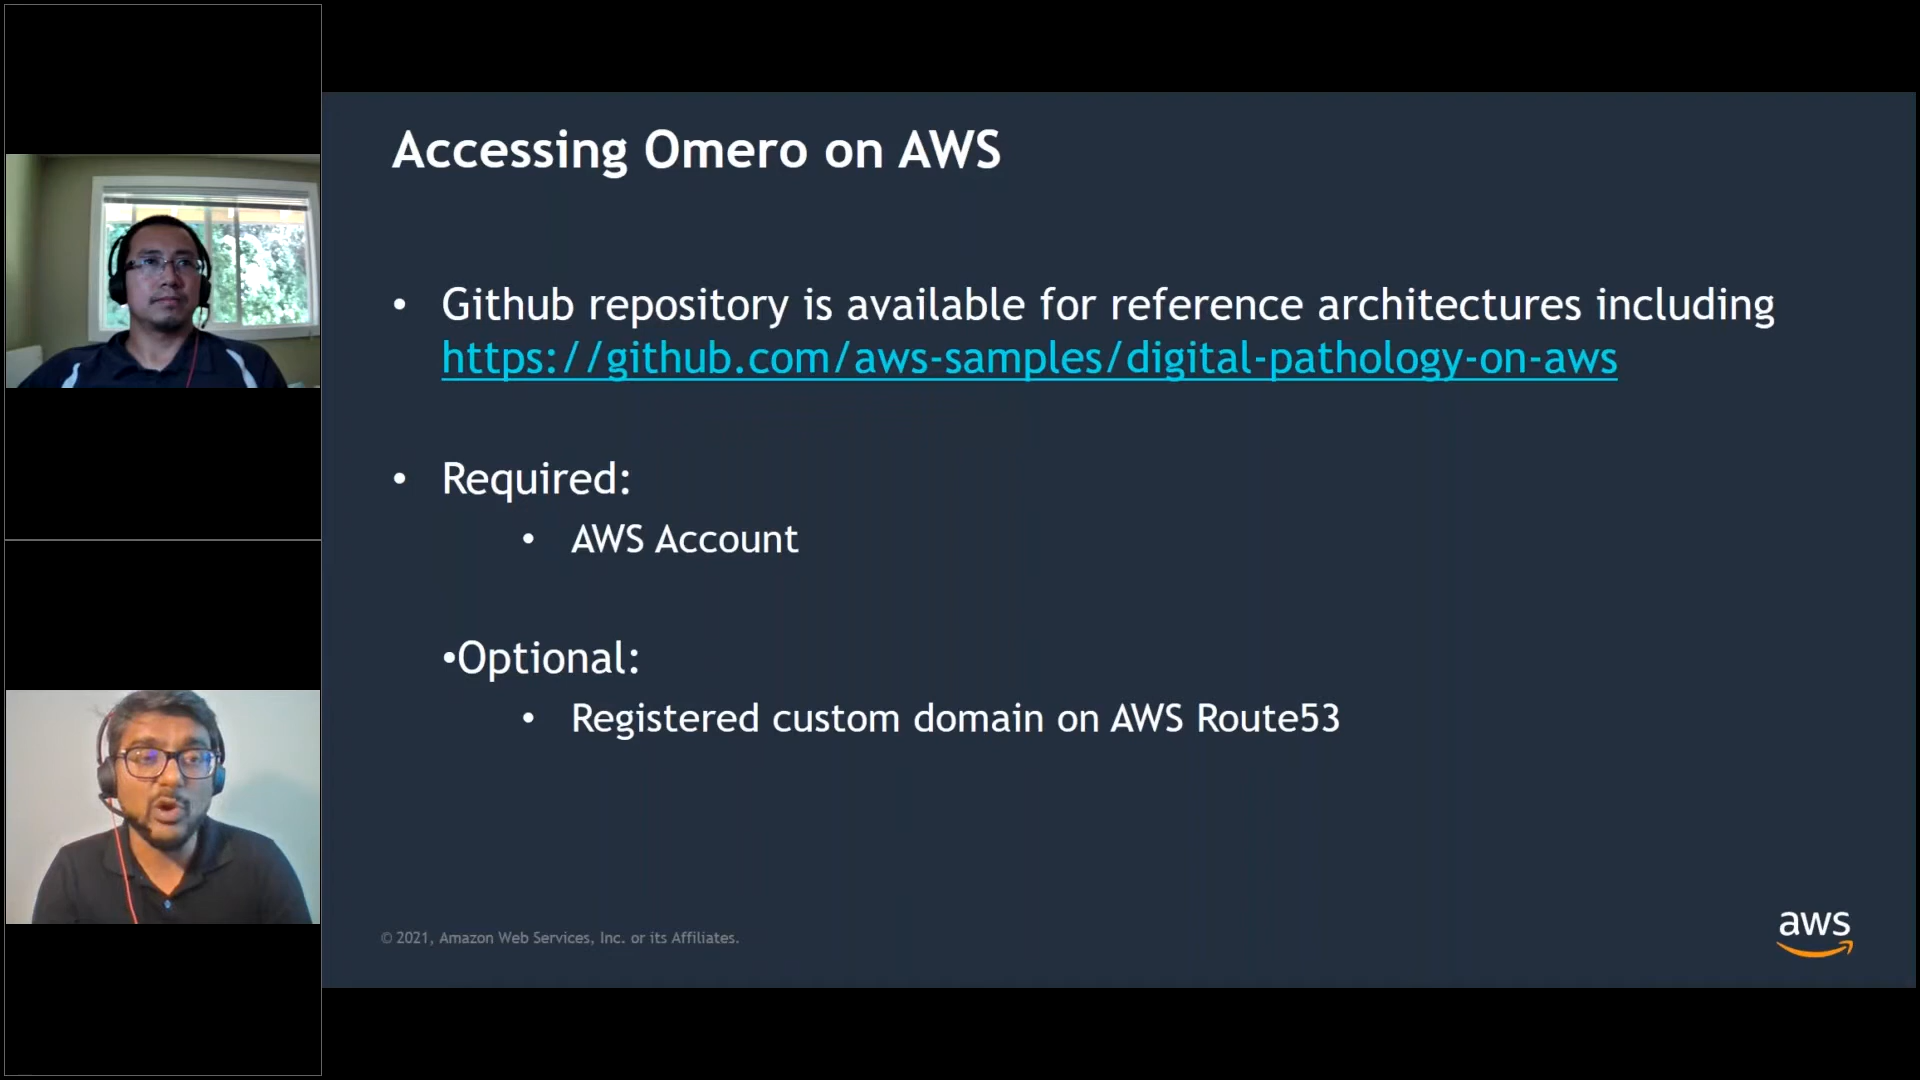 Accessing Omero on AWS
• Github repository is available for reference architectures including
https://github.com/aws-samples/digital-pathology-on-aws
• Required:
• AWS Account
•Optional:
• Registered custom domain on AWS Route53
© 2021, Amazon Web Services, Inc. or its Affiliates.
aws